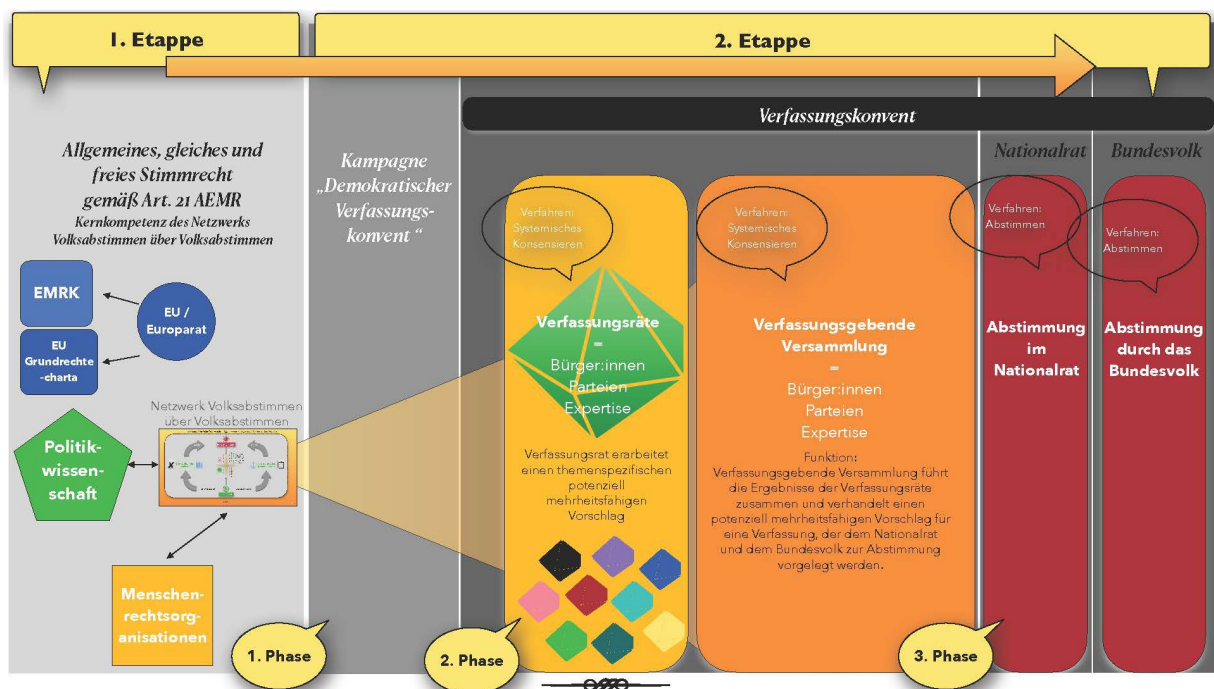 1. Etappe
2. Etappe
Verfassungskonvent
Allgemeines, gleiches und
freies Stimmrecht
gemäß Art. 21 AEMR
Kernkompetenz des Netzwerks
Volksabstimmen über Volksabstimmen
EMRK
EU /
Europarat
EU
Grundrechte
-charta
Politik-
wissen-
schaft
Netzwerk Volksabstimmen
über Volksabstimmen
Menschen-
rechtsorg-
anisationen
1. Phase
Kampagne
„Demokratischer
Verfassungs-
konvent “
2. Phase
Verfahren:
Systemisches
Konsensieren
Verfassungsräte
=
Bürger:innen
Parteien
Expertise
Verfassungsrat erarbeitet
einen themenspezifischen
potenziell
mehrheitsfähigen
Vorschlag
Verfahren:
Systemisches
Konsensieren
Verfassungsgebende
Versammlung
=
Bürger:innen
Parteien
Expertise
Funktion:
Verfassungsgebende Versammlung führt
die Ergebnisse der Verfassungsräte
zusammen und verhandelt einen
potenziell mehrheitsfähigen Vorschlag für
eine Verfassung, der dem Nationalrat
und dem Bundesvolk zur Abstimmung
vorgelegt werden.
3. Phase
Nationalrat
Verfahren:
Abstimmen
Abstimmung
im
Nationalrat
Bundesvolk
Verfahren:
Abstimmen
Abstimmung
durch das
Bundesvolk